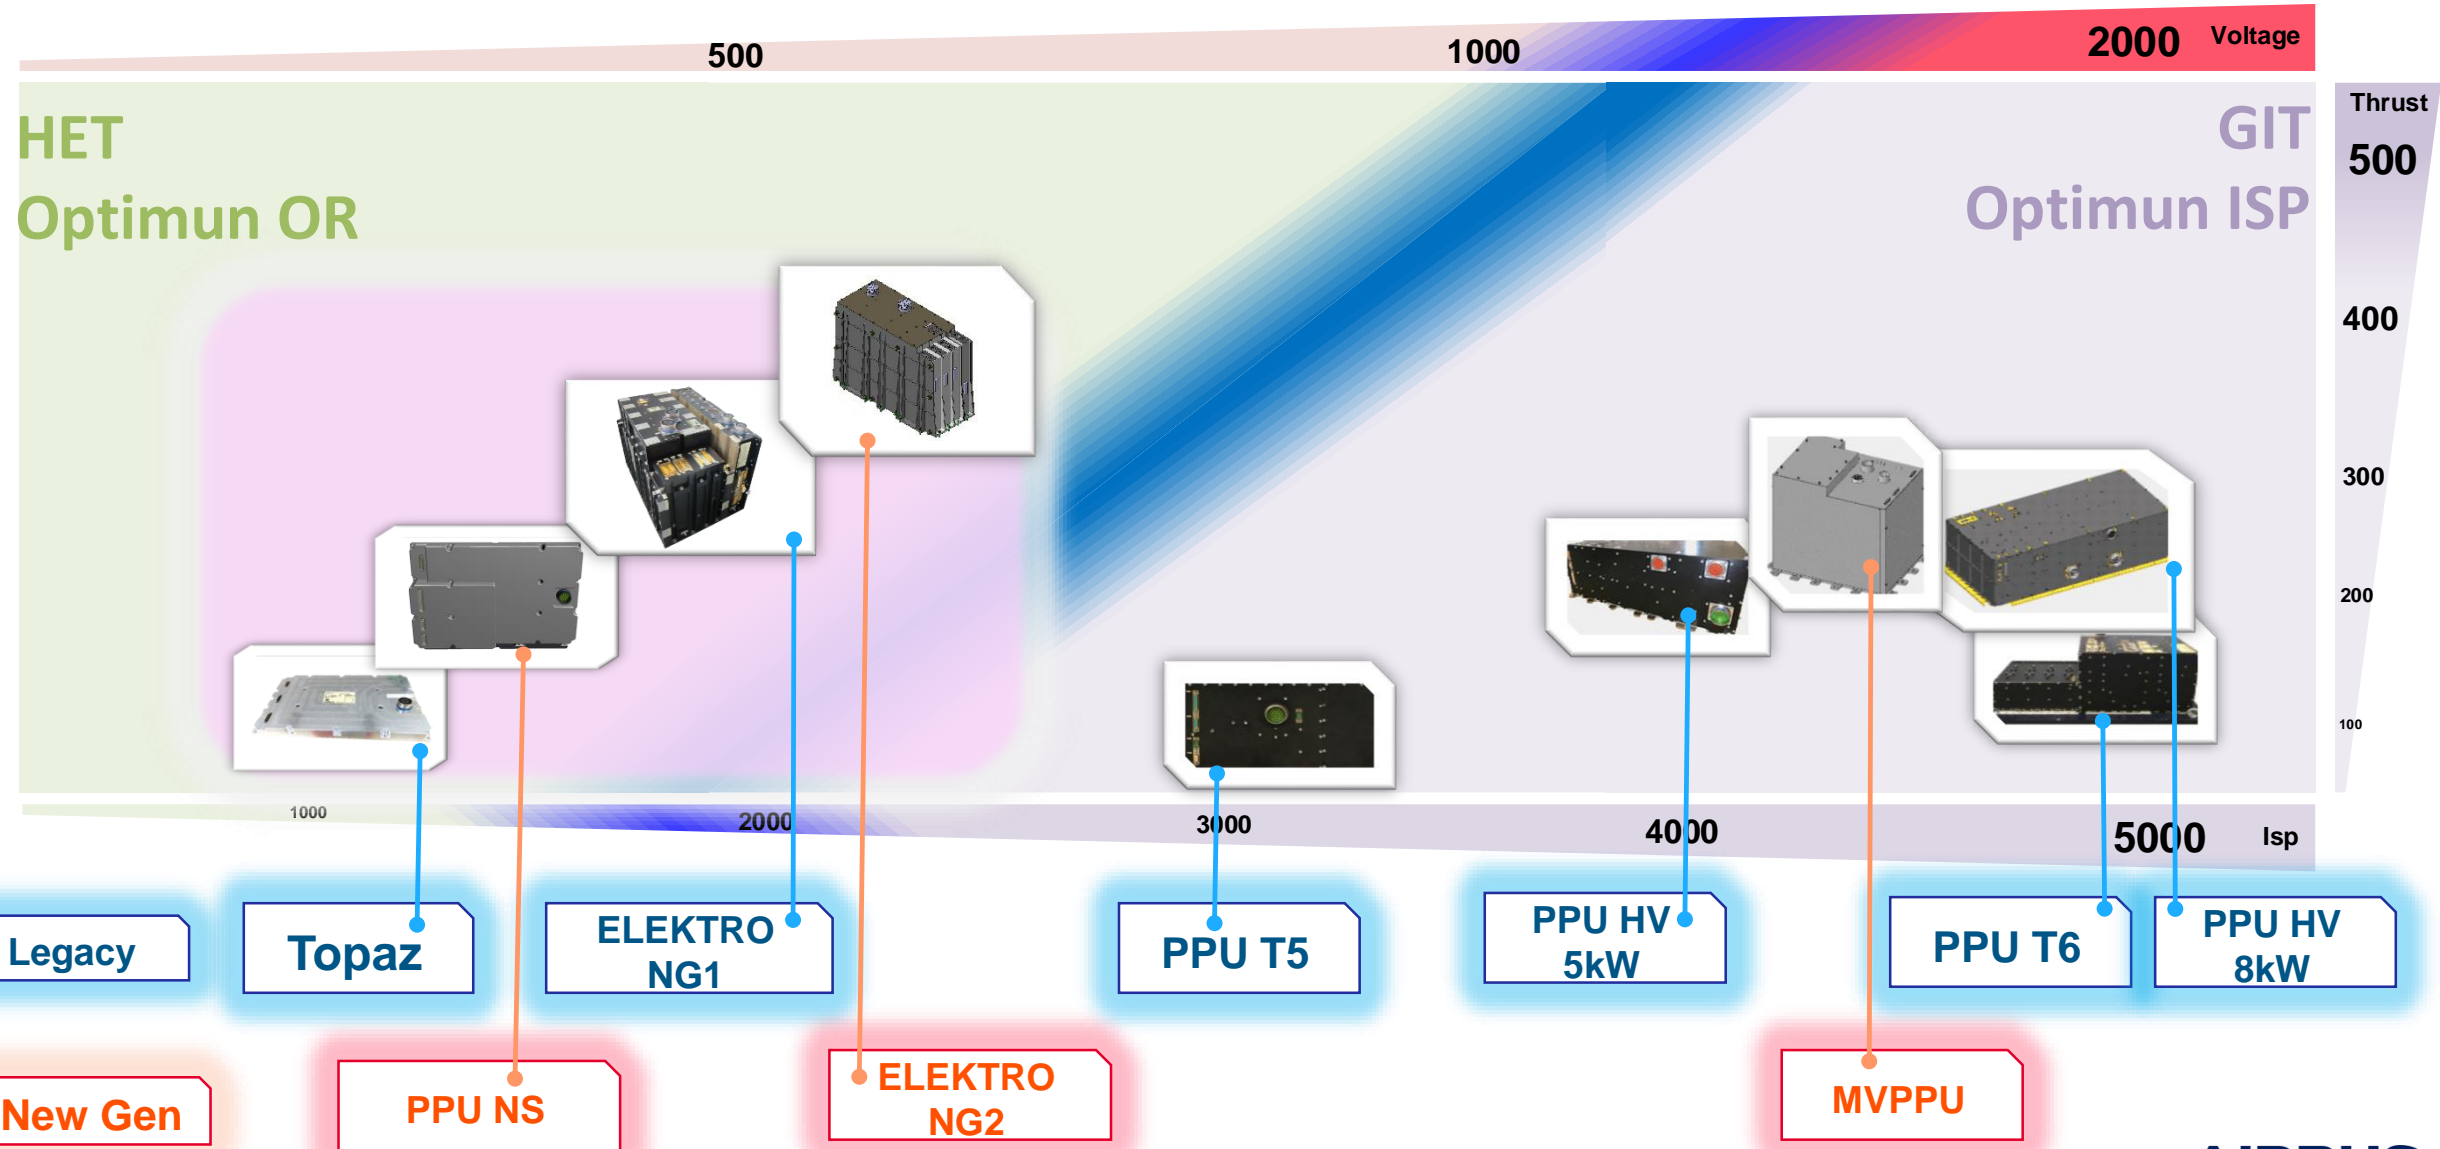 500
1000
2000 Voltage
HET
Optimun OR
GIT
Optimun ISP
Thrust
500
400
300
200
100
1000
2000
3000
4000
5000
Isp
Legacy
Topaz
ELEKTRO
NG1
PPU T5
PPU HV
5kW
PPU T6
PPU HV
8kW
New Gen
PPU NS
ELEKTRO
NG2
MVPPU